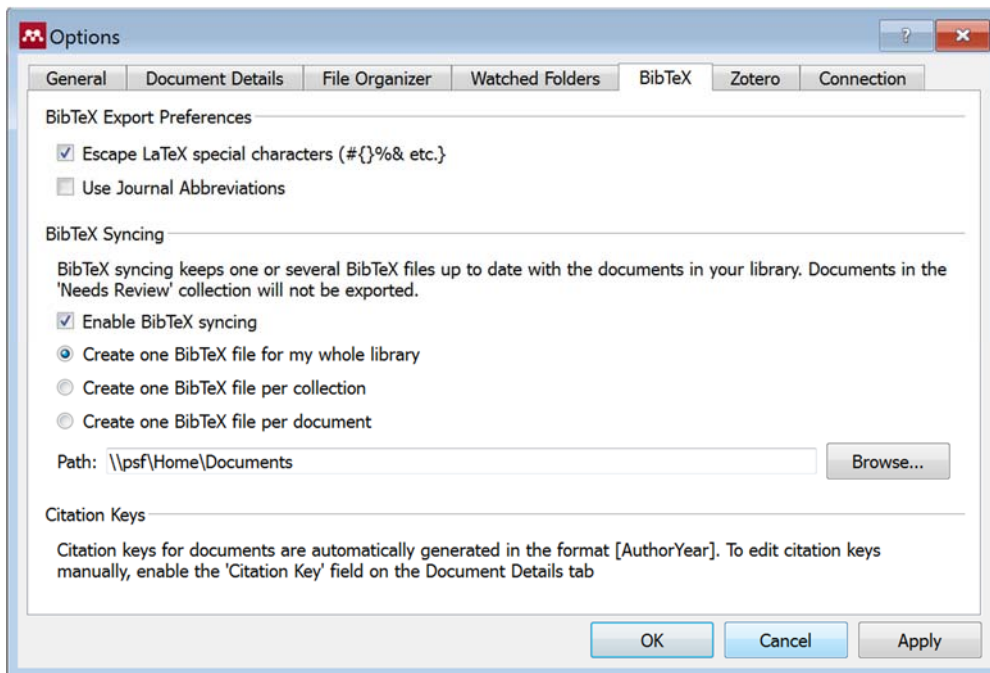 Options
General Document Details File Organizer Watched Folders BibTeX Zotero Connection
BibTeX Export Preferences
Escape LaTeX special characters (#{}%& etc.}
Use Journal Abbreviations
BibTeX Syncing
BibTeX syncing keeps one or several BibTeX files up to date with the documents in your library. Documents in the
'Needs Review' collection will not be exported.
Enable BibTeX syncing
Create one BibTeX file for my whole library
Create one BibTeX file per collection
Create one BibTeX file per document
Path: \\psf\Home\Documents Browse...
Citation Keys
Citation keys for documents are automatically generated in the format [AuthorYear]. To edit citation keys
manually, enable the 'Citation Key' field on the Document Details tab
OK Cancel Apply